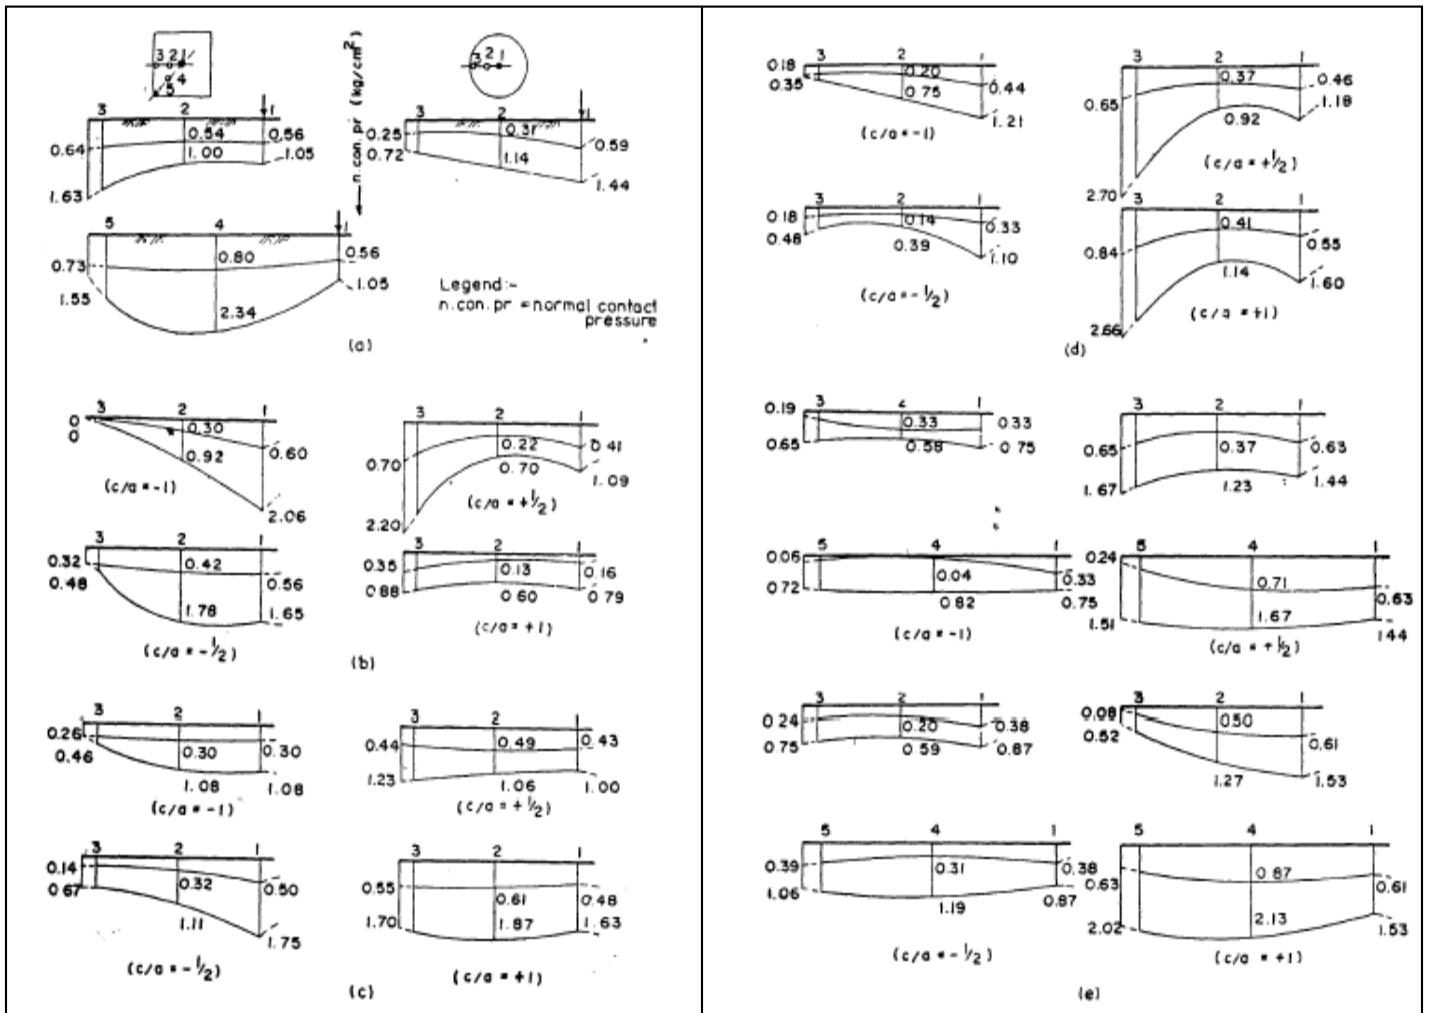 3 2 1
4
5
3 2 1
n.con.pr (kg/cm²)
3 2 1
0.64 0.54 0.56
1.63 1.00 1.05
0.25 0.31 0.59
0.72 1.14 1.44
5 4 1
0.73 0.80 0.56
1.55 2.34 1.05
Legend:-
n.con.pr = normal contact
pressure
(a)
3 2 1
0 0.30 0.60
0 0.92 2.06
(c/a = -1)
3 2 1
0.70 0.22 0.41
2.20 0.70 1.09
(c/a = +½)
3 2 1
0.32 0.42 0.56
0.48 1.78 1.65
(c/a = -½)
3 2 1
0.35 0.13 0.16
0.88 0.60 0.79
(c/a = +1)
(b)
3 2 1
0.26 0.30 0.30
0.46 1.08 1.08
(c/a = -1)
3 2 1
0.44 0.49 0.43
1.23 1.06 1.00
(c/a = +½)
3 2 1
0.14 0.32 0.50
0.67 1.11 1.75
(c/a = -½)
3 2 1
0.55 0.61 0.48
1.70 1.87 1.63
(c/a = +1)
(c)
3 2 1
0.18 0.20 0.44
0.35 0.75 1.21
(c/a = -1)
3 2 1
0.65 0.37 0.46
2.70 0.92 1.18
(c/a = +½)
3 2 1
0.18 0.14 0.33
0.48 0.39 1.10
(c/a = -½)
3 2 1
0.84 0.41 0.55
2.66 1.14 1.60
(c/a = +1)
(d)
3 2 1
0.19 0.33 0.33
0.65 0.58 0.75
3 2 1
0.65 0.37 0.63
1.67 1.23 1.44
5 4 1
0.06 0.04 0.33
0.72 0.82 0.75
(c/a = -1)
5 4 1
0.24 0.71 0.63
1.51 1.67 144
(c/a = +½)
3 2 1
0.24 0.20 0.38
0.75 0.59 0.87
3 2 1
0.08 0.50 0.61
0.52 1.27 1.53
5 4 1
0.39 0.31 0.38
1.06 1.19 0.87
(c/a = -½)
5 4 1
0.63 0.87 0.61
2.02 2.13 1.53
(c/a = +1)
(e)